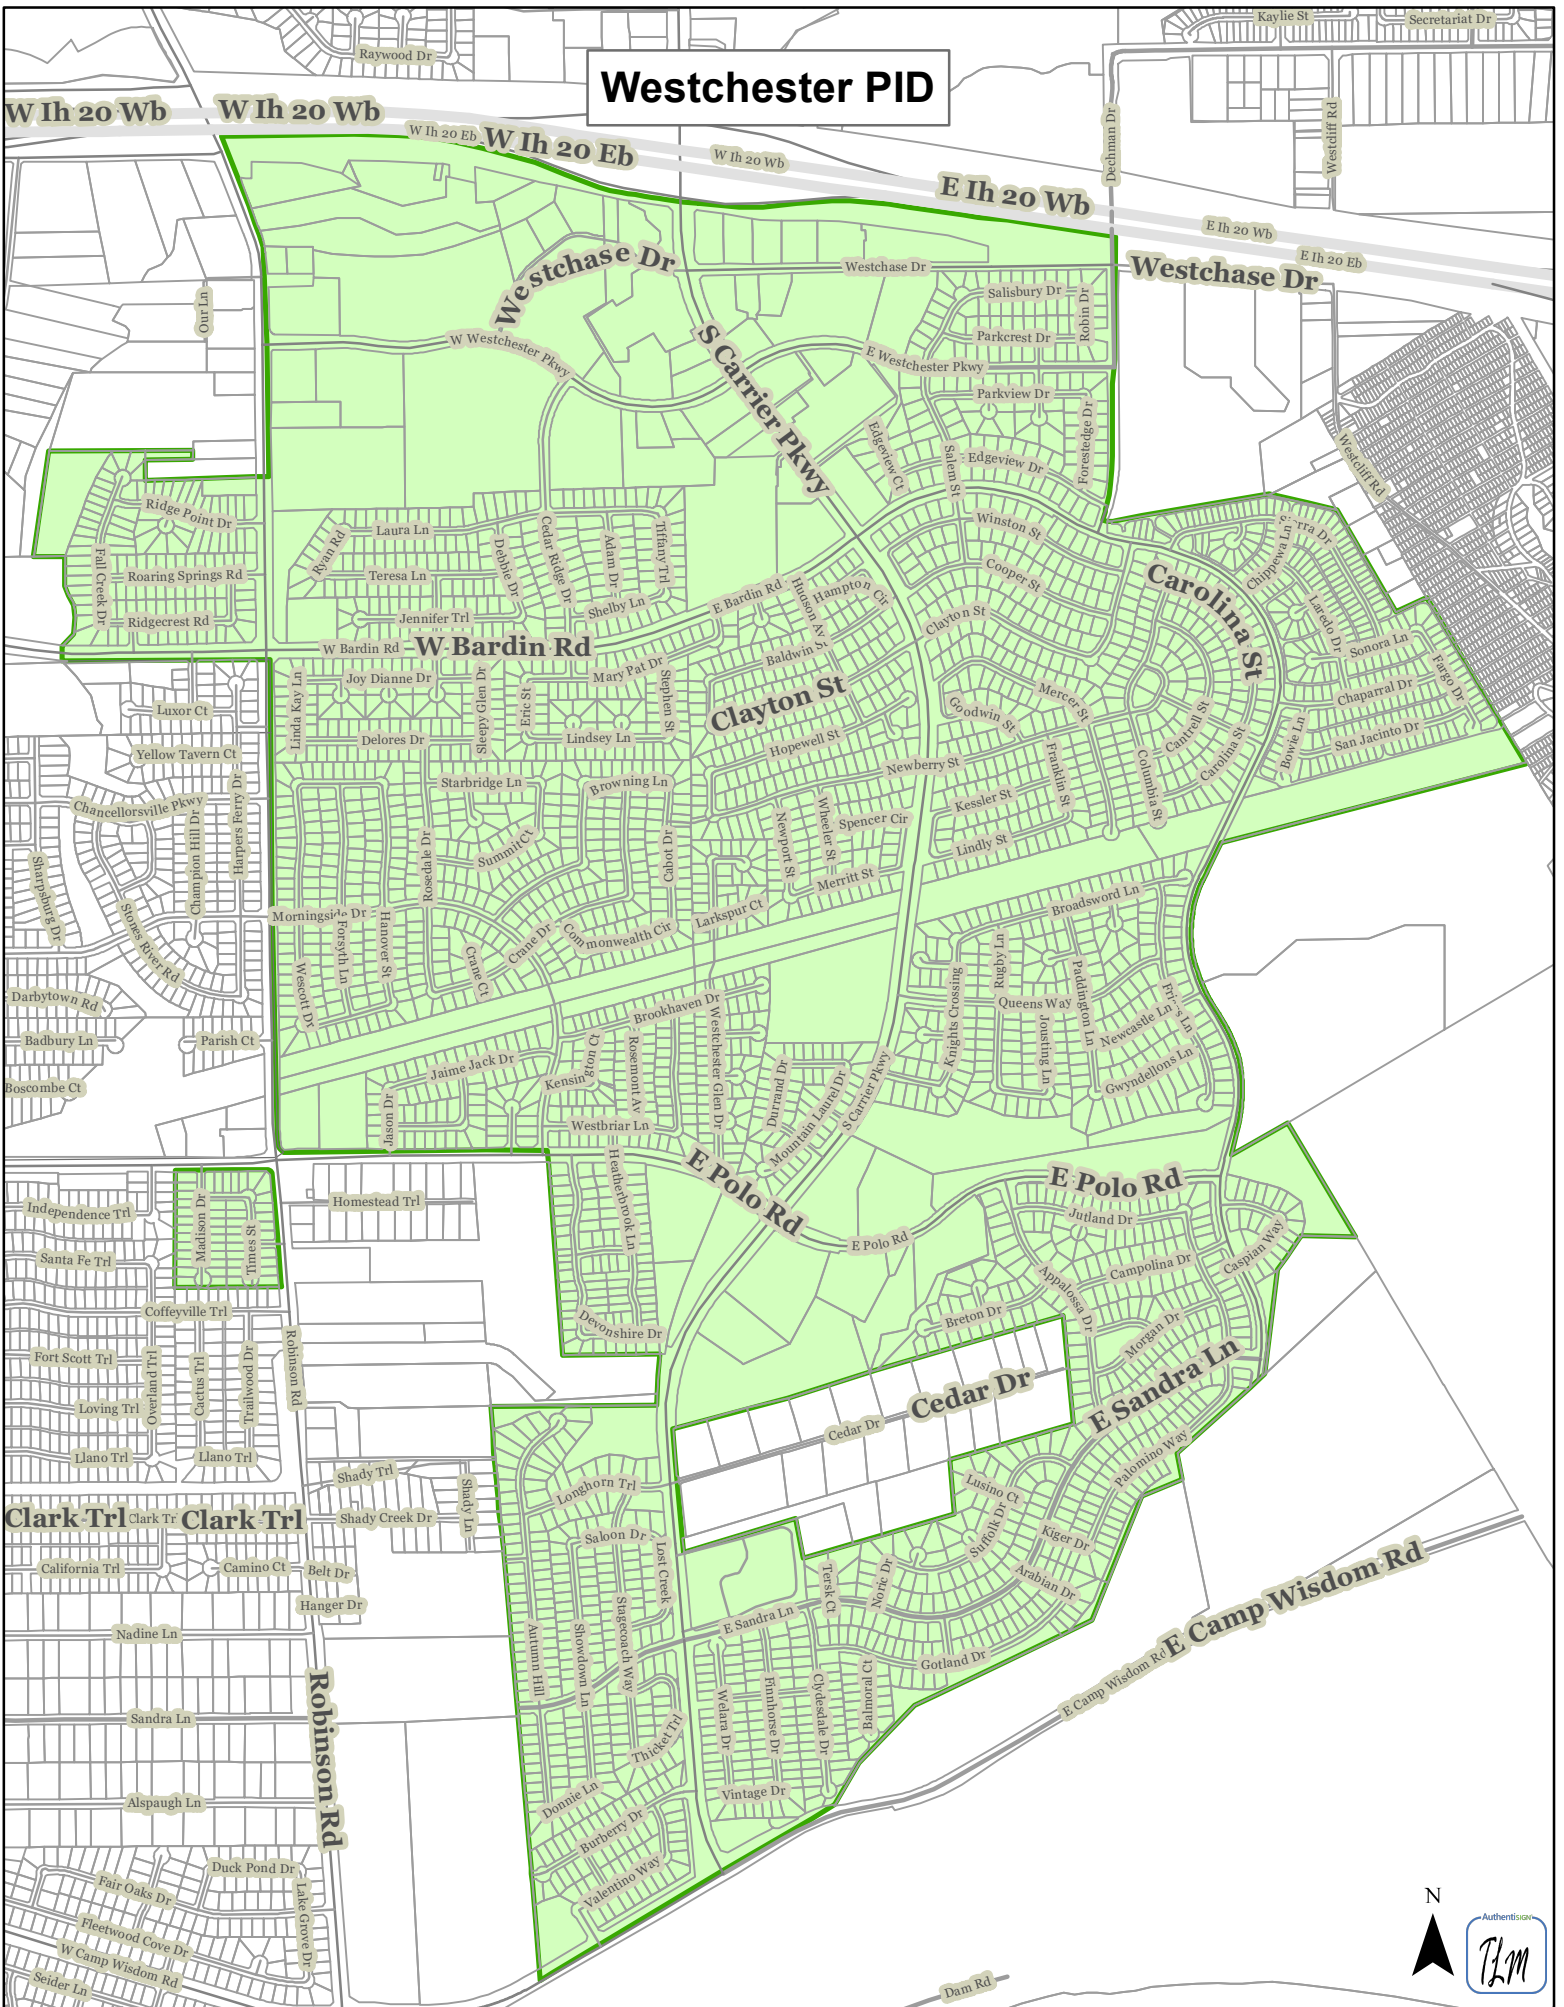 Kaylie St
Secretariat Dr
Raywood Dr
Westchester PID
W Ih 20 Wb
W Ih 20 Wb
W Ih 20 Eb
W Ih 20 Eb
W Ih 20 Wb
Dechman Dr
Westcliff Rd
E Ih 20 Wb
E Ih 20 Wb
E Ih 20 Eb
Westchase Dr
Westchase Dr
Westchase Dr
Our Ln
Salisbury Dr
Robin Dr
Parkcrest Dr
W Westchester Pkwy
S Carrier Pkwy
E Westchester Pkwy
Parkview Dr
Forestedge Dr
Edgeview Ct
Salem St
Edgeview Dr
Westcliff Rd
Ridge Point Dr
Laura Ln
Ryan Rd
Debbie Dr
Cedar Ridge Dr
Adam Dr
Tiffany Trl
Winston St
Sierra Dr
Chippewa Ln
Fall Creek Dr
Roaring Springs Rd
Teresa Ln
Cooper St
Carolina St
Ridgecrest Rd
Jennifer Trl
Shelby Ln
E Bardin Rd
Hudson Av
Hampton Cir
Clayton St
Laredo Dr
Sonora Ln
W Bardin Rd
W Bardin Rd
Baldwin St
Mary Pat Dr
Stephen St
Linda Kay Ln
Joy Dianne Dr
Sleepy Glen Dr
Eric St
Clayton St
Mercer St
Chaparral Dr
Fargo Dr
Luxor Ct
Goodwin St
Cantrell St
Delores Dr
Lindsey Ln
Hopewell St
San Jacinto Dr
Bowie Ln
Yellow Tavern Ct
Newberry St
Franklin St
Columbia St
Carolina St
Starbridge Ln
Browning Ln
Chancellorsville Pkwy
Champion Hill Dr
Harpers Ferry Dr
Kessler St
Newport St
Wheeler St
Spencer Cir
Lindly St
Summit Ct
Rosedale Dr
Cabot Dr
Merritt St
Sharpsburg Dr
Stones River Rd
Morningside Dr
Forsyth Ln
Hanover St
Crane Dr
Commonwealth Cir
Larkspur Ct
Broadsword Ln
Crane Ct
Wescott Dr
Rugby Ln
Knights Crossing
Queens Way
Paddington Ln
Friars Ln
Newcastle Ln
Darbytown Rd
Brookhaven Dr
Westchester Glen Dr
Badbury Ln
Parish Ct
Jaime Jack Dr
Kensington Ct
Rosemont Av
Jousting Ln
Gwyndellons Ln
Boscombe Ct
Jason Dr
Westbriar Ln
Durrand Dr
Mountain Laurel Dr
S Carrier Pkwy
E Polo Rd
E Polo Rd
Heatherbrook Ln
Independence Trl
Madison Dr
Times St
Homestead Trl
Jutland Dr
E Polo Rd
Caspian Way
Santa Fe Trl
Campolina Dr
Appalossa Dr
Coffeyville Trl
Devonshire Dr
Breton Dr
Morgan Dr
Robinson Rd
Fort Scott Trl
Overland Trl
Cactus Trl
Trailwood Dr
Loving Trl
Cedar Dr
Cedar Dr
E Sandra Ln
Llano Trl
Llano Trl
Palomino Way
Shady Trl
Shady Ln
Longhorn Trl
Lusino Ct
Clark Trl
Clark Tr
Clark Trl
Shady Creek Dr
Saloon Dr
Lost Creek
Suffolk Dr
Kiger Dr
California Trl
Camino Ct
Belt Dr
Tersk Ct
Noric Dr
Arabian Dr
E Camp Wisdom Rd
Hanger Dr
E Sandra Ln
Nadine Ln
Autumn Hill
Showdown Ln
Stagecoach Way
Gotland Dr
Robinson Rd
Sandra Ln
Welara Dr
Finnhorse Dr
Clydesdale Dr
Balmoral Ct
E Camp Wisdom Rd
Thicket Trl
Alspaugh Ln
Donnie Ln
Vintage Dr
Burberry Dr
Duck Pond Dr
Fair Oaks Dr
Valentino Way
Lake Grove Dr
Fleetwood Cove Dr
W Camp Wisdom Rd
Seider Ln
Dam Rd
N
AuthentiSIGN
TLM